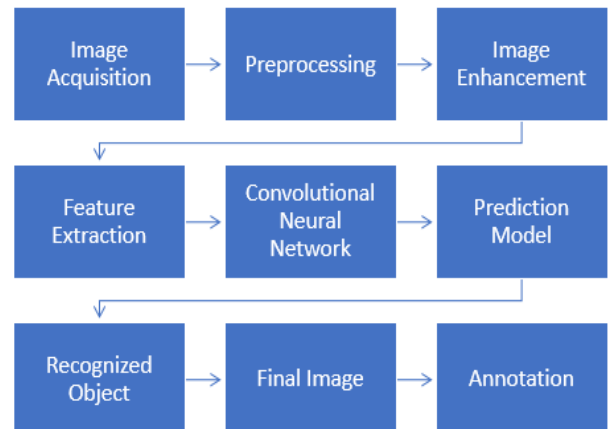 Image
Acquisition
Preprocessing
Image
Enhancement
Feature
Extraction
Convolutional
Neural
Network
Prediction
Model
Recognized
Object
Final Image
Annotation